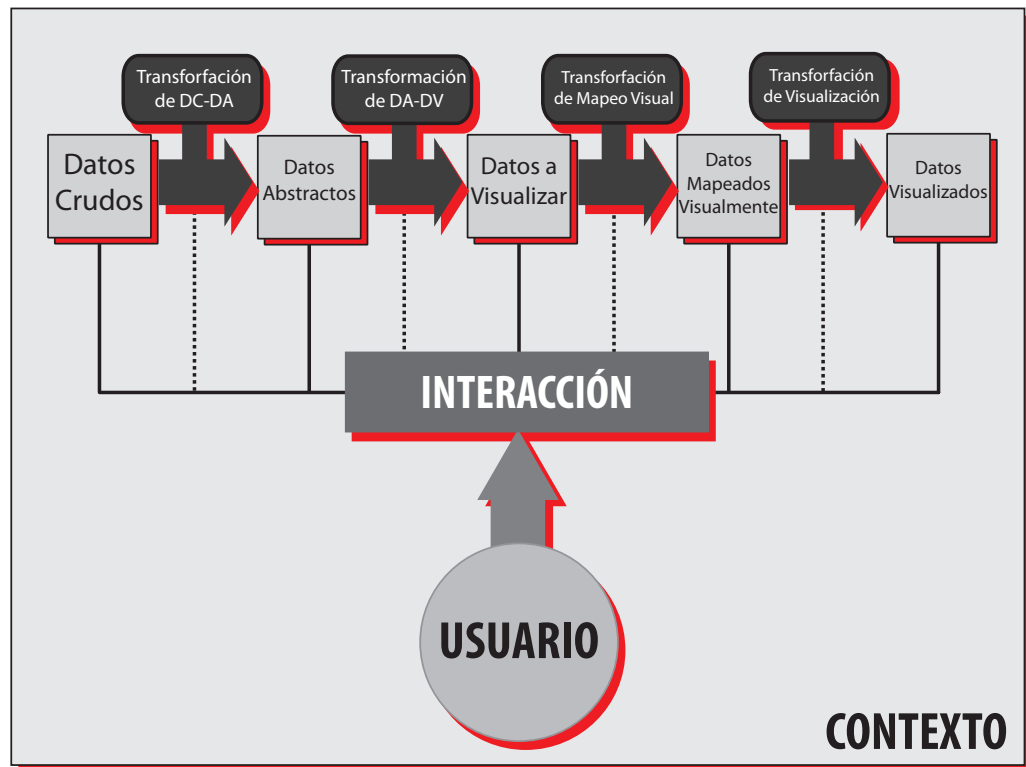 Transforfación
de DC-DA
Transformación
de DA-DV
Transforfación
de Mapeo Visual
Transforfación
de Visualización
Datos
Crudos
Datos
Abstractos
Datos a
Visualizar
Datos
Mapeados
Visualmente
Datos
Visualizados
INTERACCIÓN
USUARIO
CONTEXTO